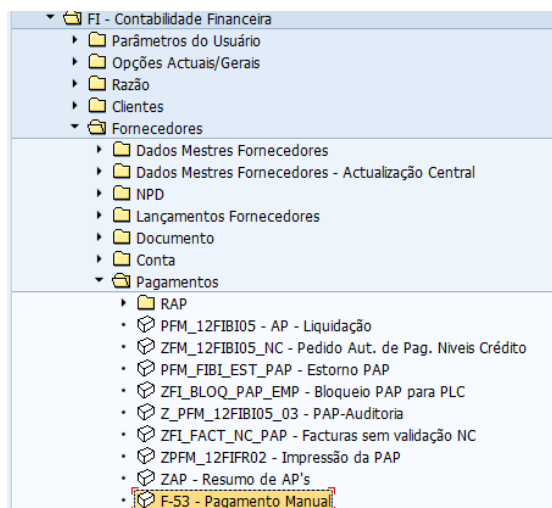 FI - Contabilidade Financeira
Parâmetros do Usuário
Opções Actuais/Gerais
Razão
Clientes
Fornecedores
Dados Mestres Fornecedores
Dados Mestres Fornecedores - Actualização Central
NPD
Lançamentos Fornecedores
Documento
Conta
Pagamentos
RAP
PFM_12FIBI05 - AP - Liquidação
ZFM_12FIBI05_NC - Pedido Aut. de Pag. Niveis Crédito
PFM_FIBI_EST_PAP - Estorno PAP
ZFI_BLOQ_PAP_EMP - Bloqueio PAP para PLC
Z_PFM_12FIBI05_03 - PAP-Auditoria
ZFI_FACT_NC_PAP - Facturas sem validação NC
ZPFM_12FIFR02 - Impressão da PAP
ZAP - Resumo de AP's
F-53 - Pagamento Manual